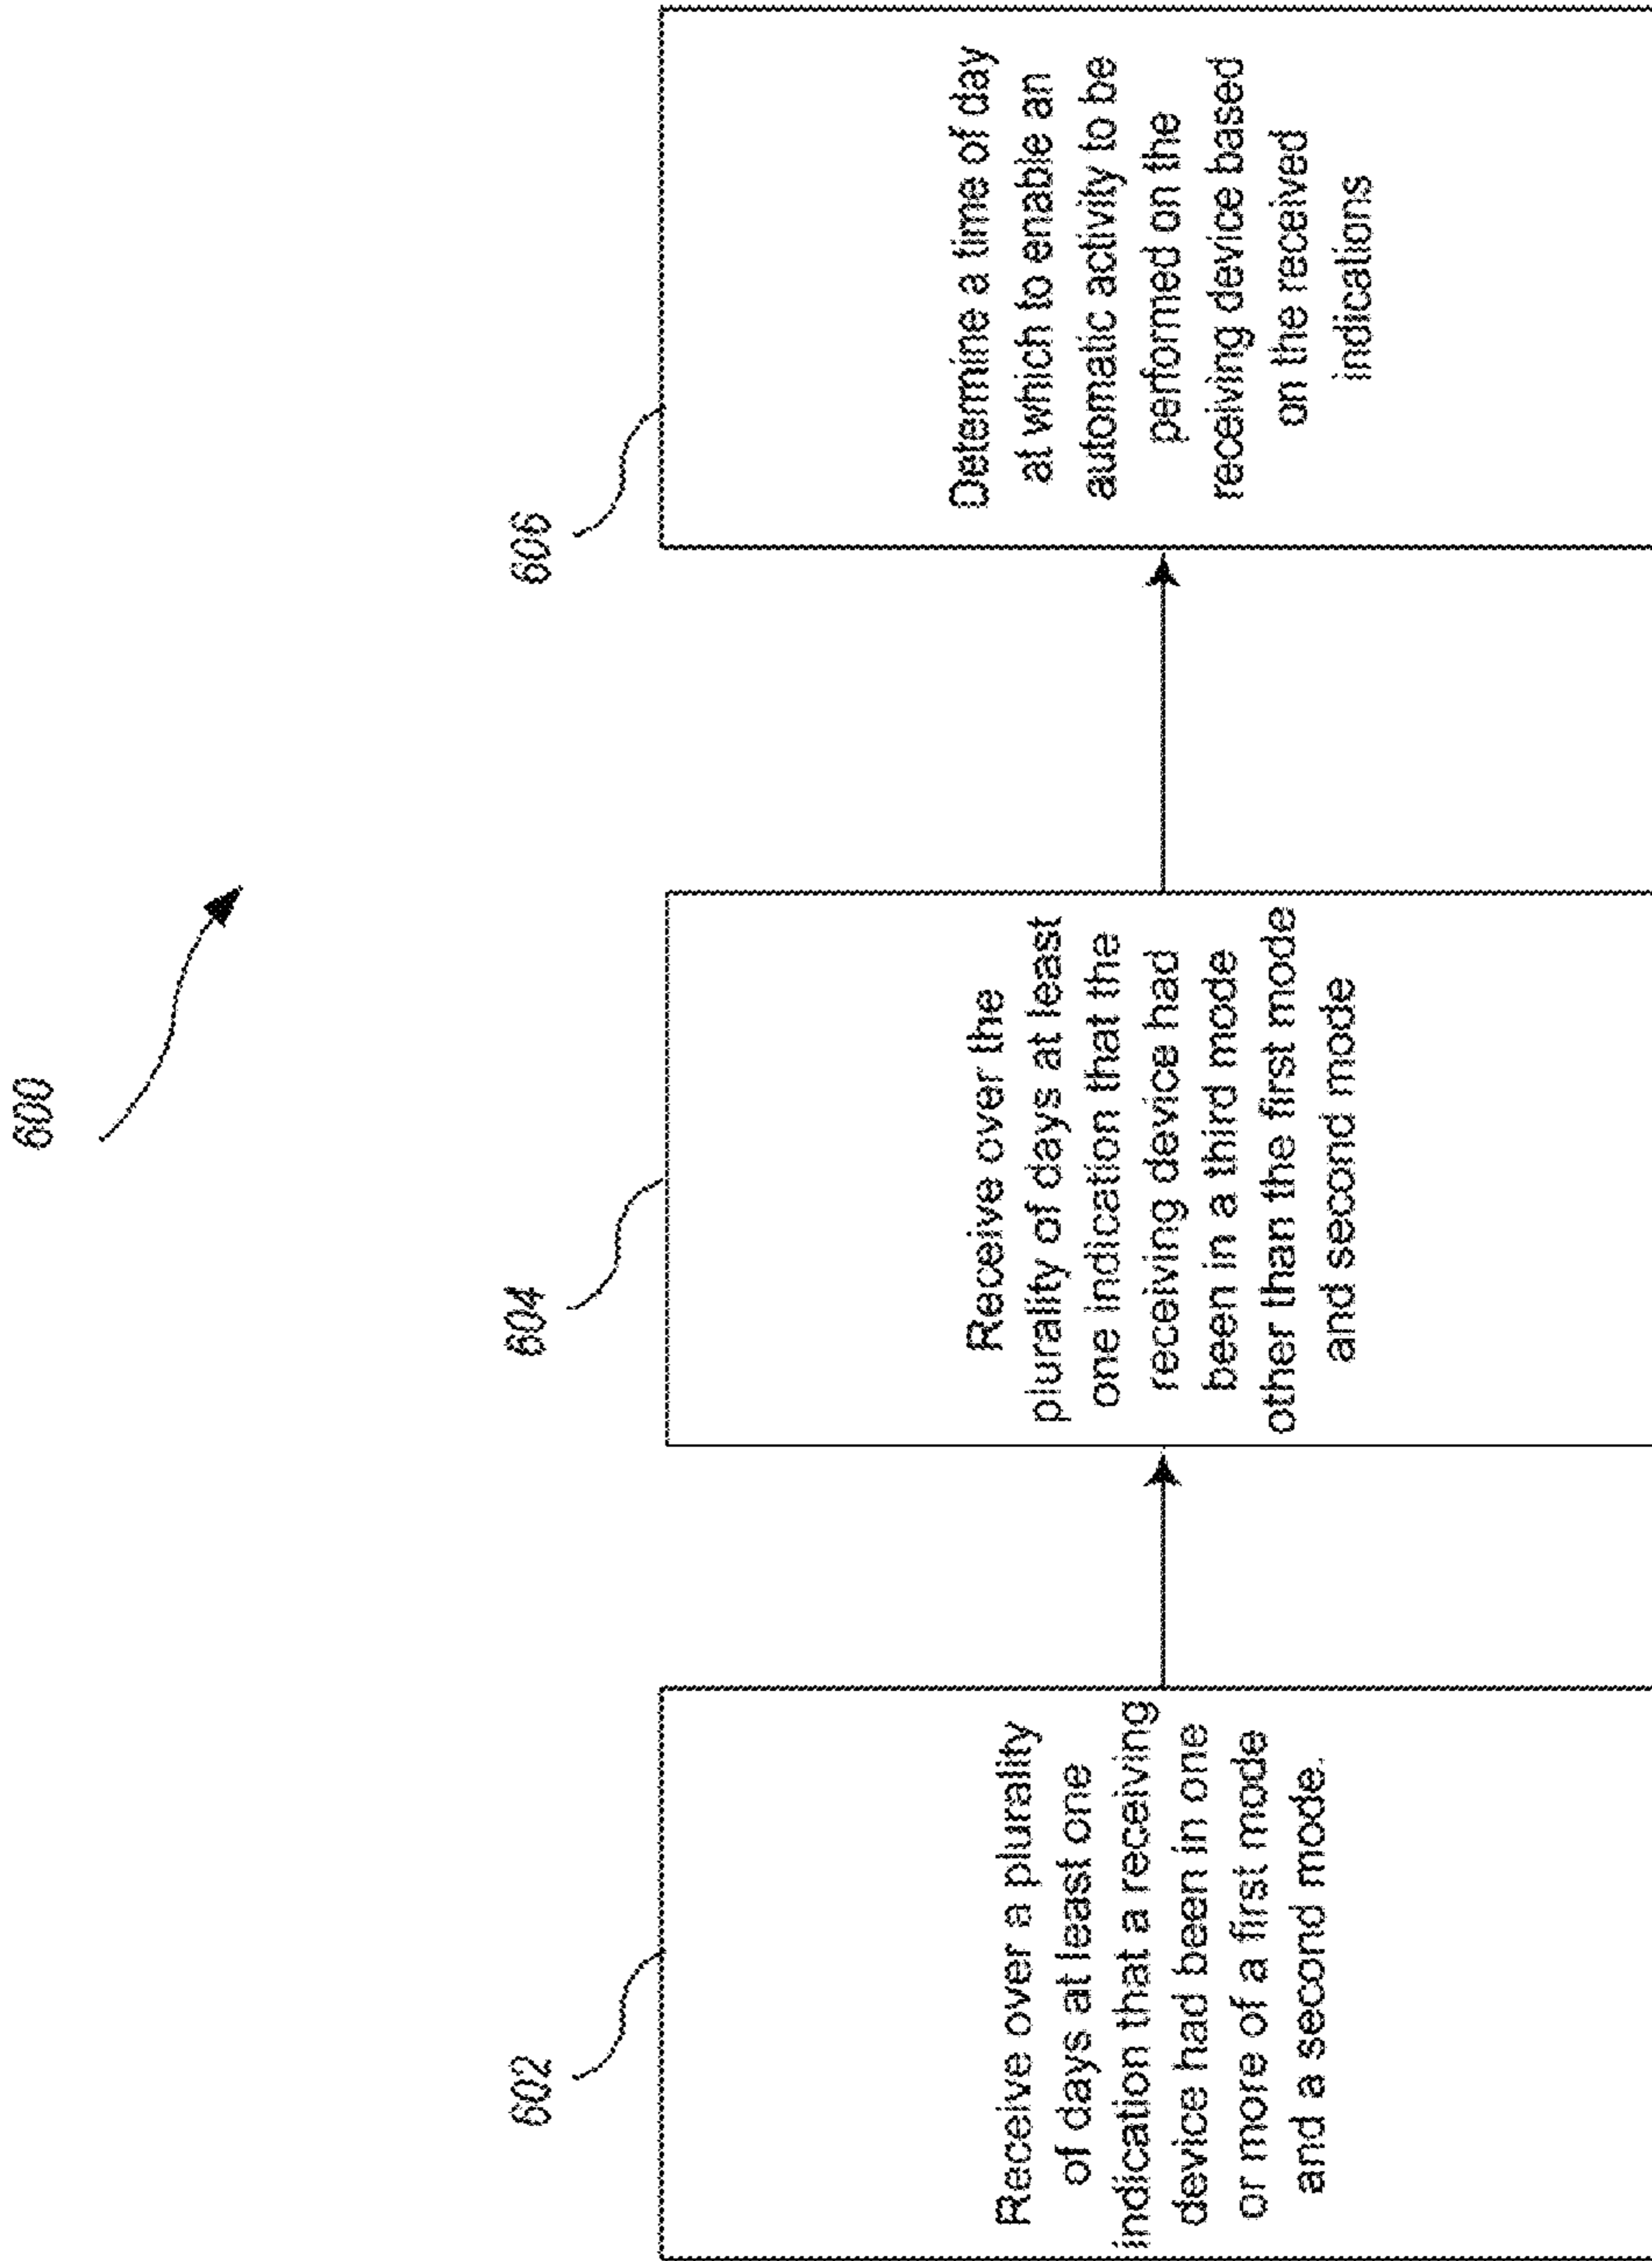 600
602
Receive over a plurality
of days at least one
indication that a receiving
device had been in one
or more of a first mode
and a second mode.
604
Receive over the
plurality of days at least
one indication that the
receiving device had
been in a third mode
other than the first mode
and second mode
606
Determine a time of day
at which to enable an
automatic activity to be
performed on the
receiving device based
on the received
indications